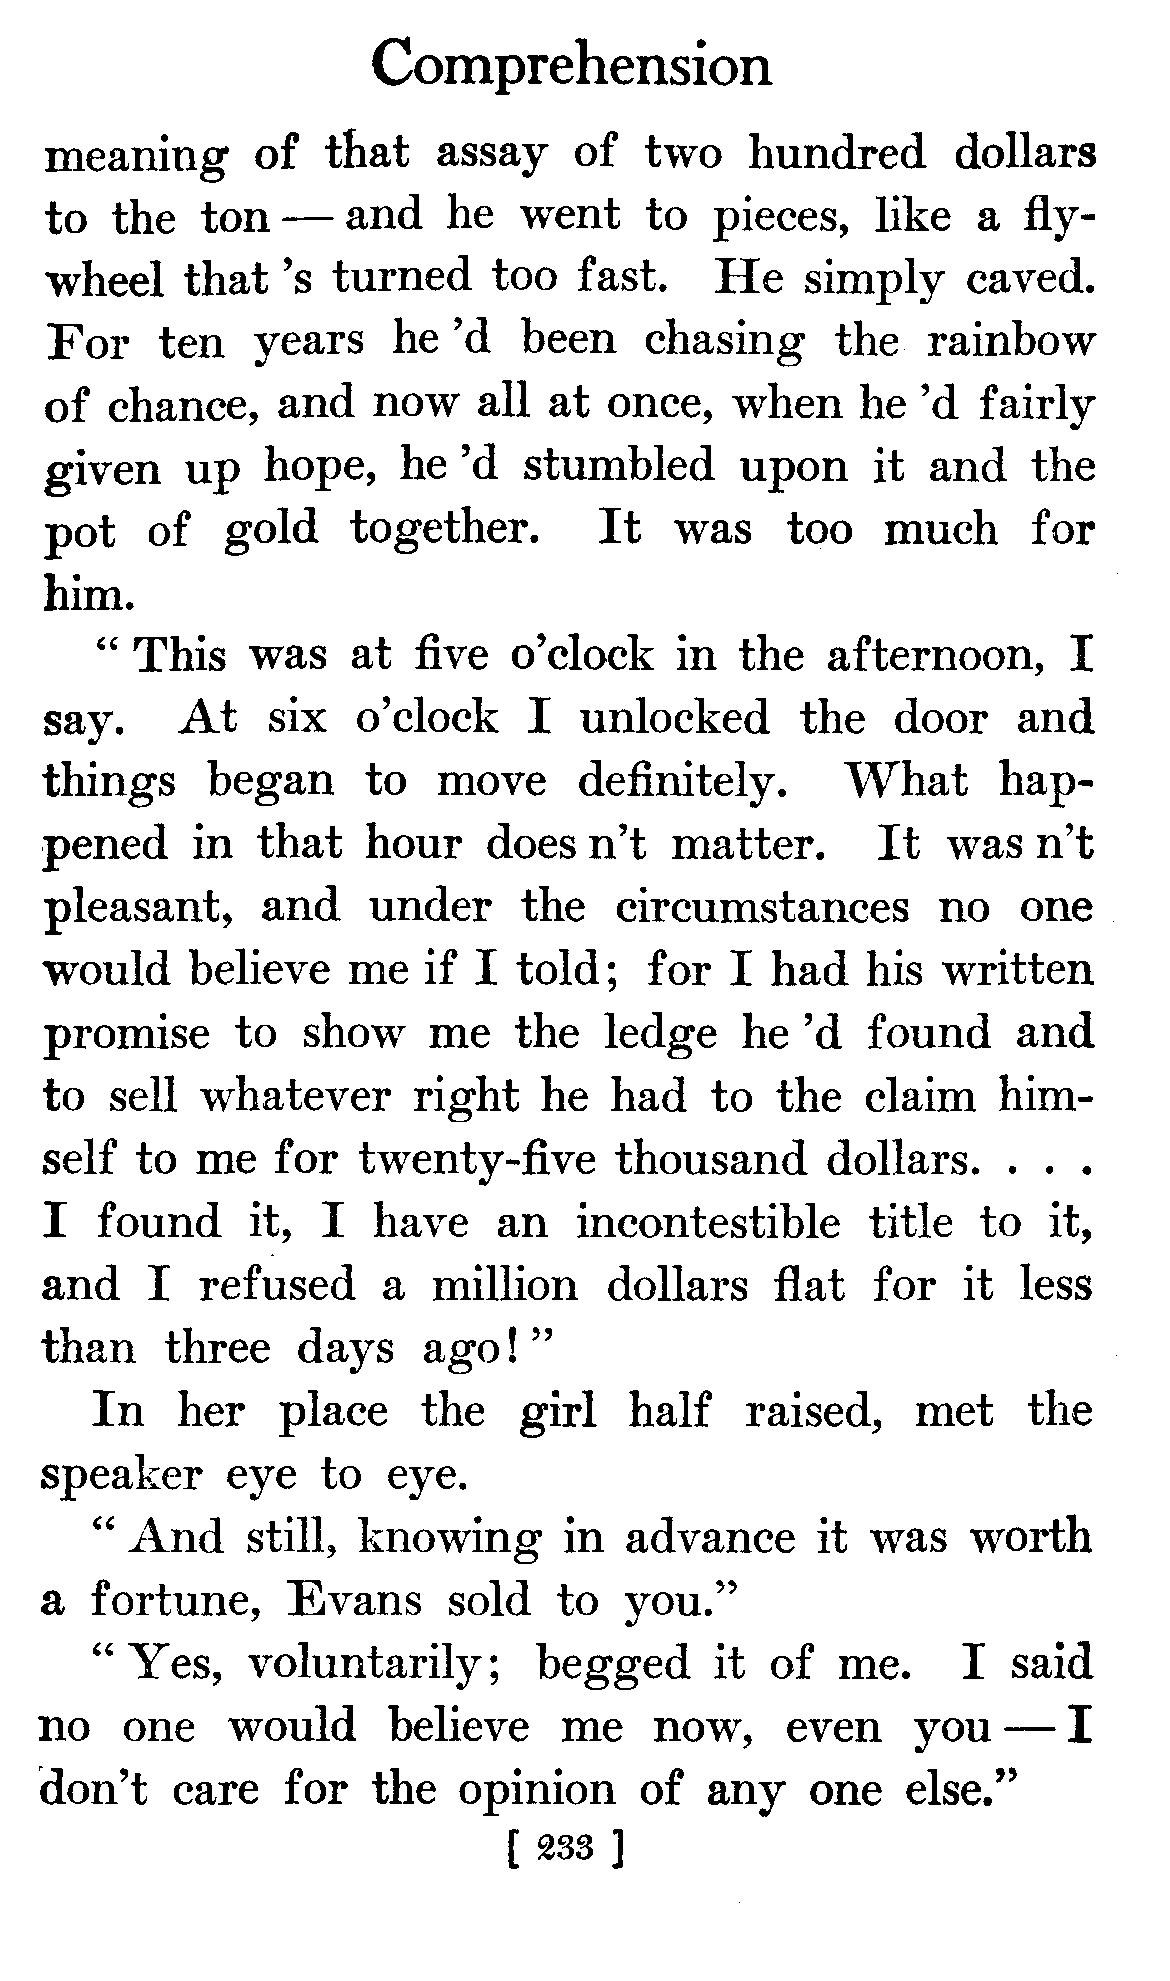 Comprehension
meaning of that assay of two hundred dollars
to the ton — and he went to pieces, like a fly-
wheel that 's turned too fast. He simply caved.
For ten years he 'd been chasing the rainbow
of chance, and now all at once, when he 'd fairly
given up hope, he 'd stumbled upon it and the
pot of gold together. It was too much for
him.
“ This was at five o’clock in the afternoon, I
say. At six o’clock I unlocked the door and
things began to move definitely. What hap-
pened in that hour does n’t matter. It was n’t
pleasant, and under the circumstances no one
would believe me if I told; for I had his written
promise to show me the ledge he ’d found and
to sell whatever right he had to the claim him-
self to me for twenty-five thousand dollars. . . .
I found it, I have an incontestible title to it,
and I refused a million dollars flat for it less
than three days ago! ”
In her place the girl half raised, met the
speaker eye to eye.
“ And still, knowing in advance it was worth
a fortune, Evans sold to you.”
“ Yes, voluntarily; begged it of me. I said
no one would believe me now, even you — I
don’t care for the opinion of any one else.”
[ 233 ]